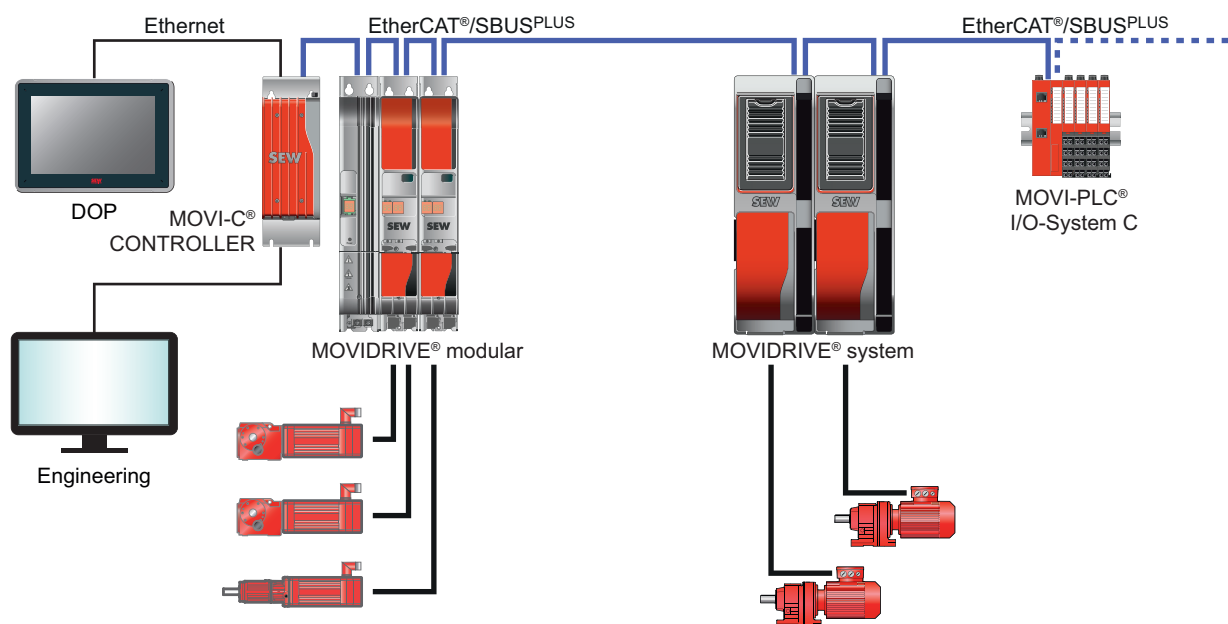 Ethernet
EtherCAT®/SBUSPLUS
EtherCAT®/SBUSPLUS
SEW
DOP
MOVI-C®
CONTROLLER
SEW
SEW
SEW
SEW
MOVI-PLC®
I/O-System C
MOVIDRIVE® modular
MOVIDRIVE® system
Engineering